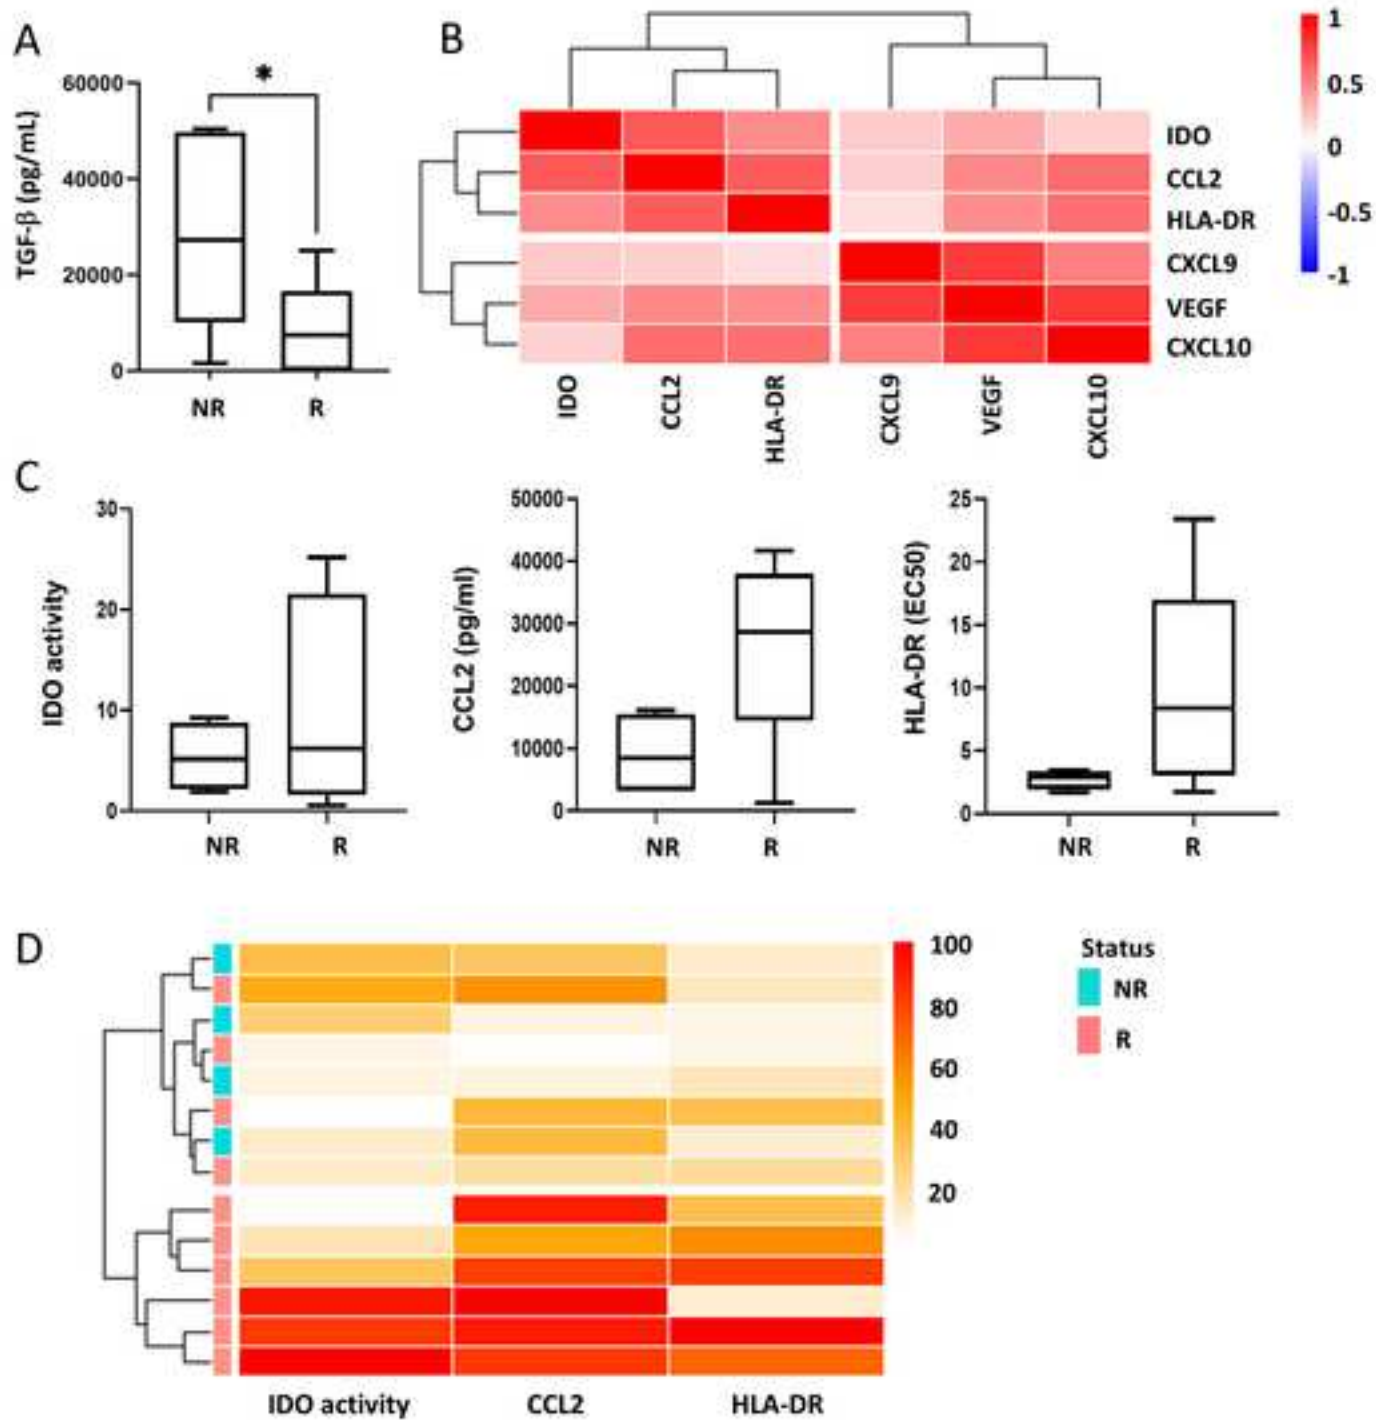 A
TGF-β (pg/mL)
60000
40000
20000
0
*
NR R
B
IDO
CCL2
HLA-DR
CXCL9
VEGF
CXCL10
IDO CCL2 HLA-DR CXCL9 VEGF CXCL10
1
0.5
0
-0.5
-1
C
IDO activity
30
20
10
0
NR R
CCL2 (pg/ml)
50000
40000
30000
20000
10000
0
NR R
HLA-DR (EC50)
25
20
15
10
5
0
NR R
D
IDO activity CCL2 HLA-DR
100
80
60
40
20
Status
NR
R